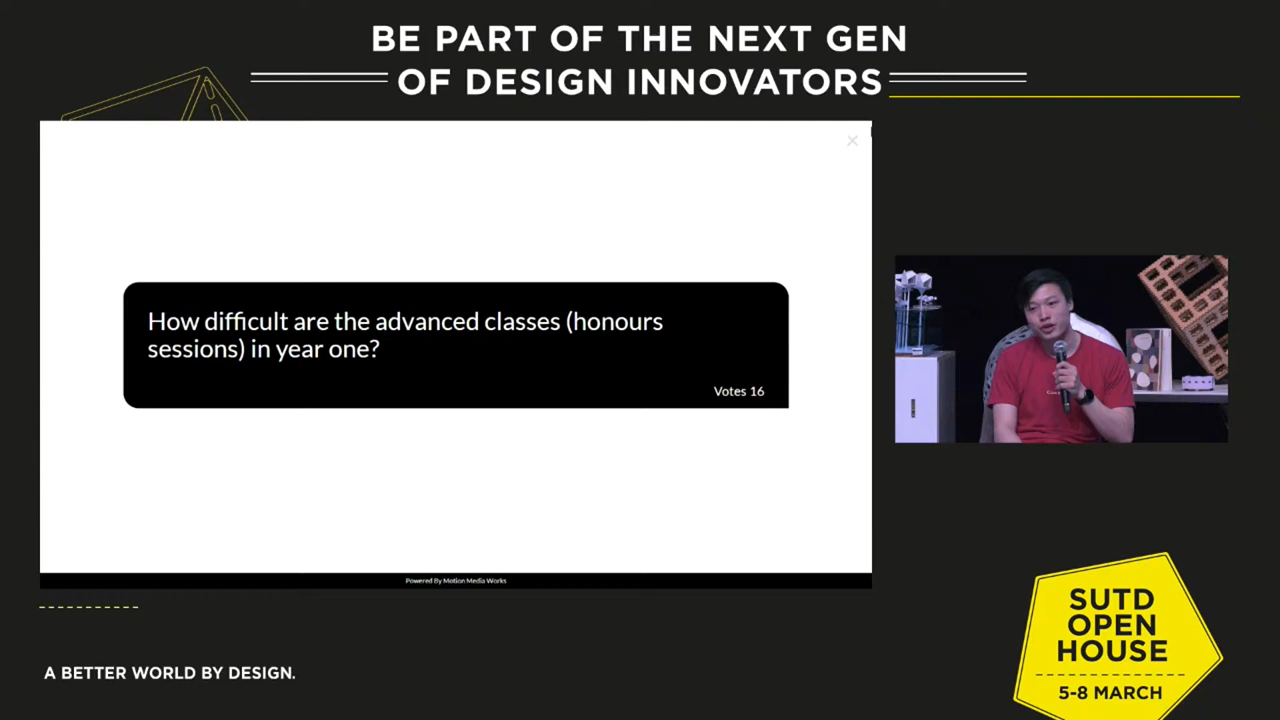 BE PART OF THE NEXT GEN
OF DESIGN INNOVATORS
How difficult are the advanced classes (honours
sessions) in year one?
Votes 16
Powered By Motion Media Works
A BETTER WORLD BY DESIGN.
SUTD
OPEN
HOUSE
5-8 MARCH